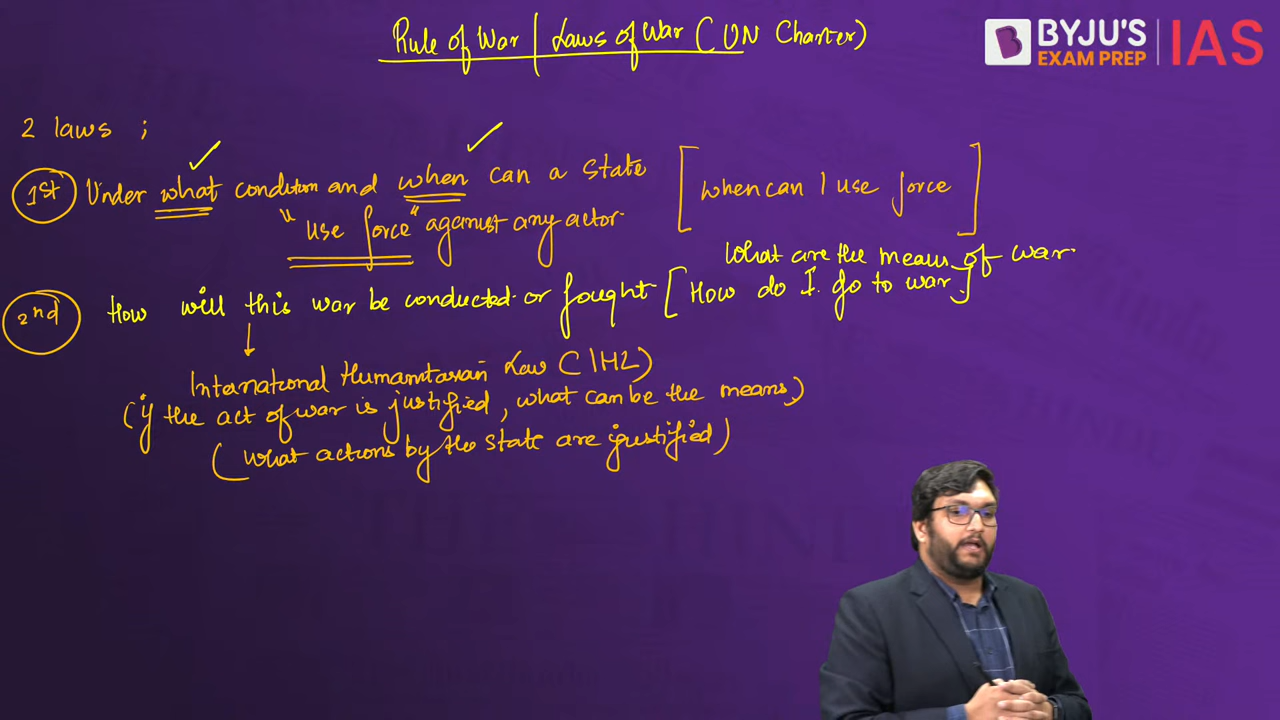 Rule of War | Laws of War (UN Charter)
BYJU'S
EXAM PREP
IAS
2 laws ;
1st Under what condition and when can a state [when can I use force]
"use force" against any actor.
What are the means of war.
2nd How will this war be conducted or fought [How do I go to war]
International Humanitarian Law (IHL)
(if the act of war is justified, what can be the means)
(what actions by the state are justified)